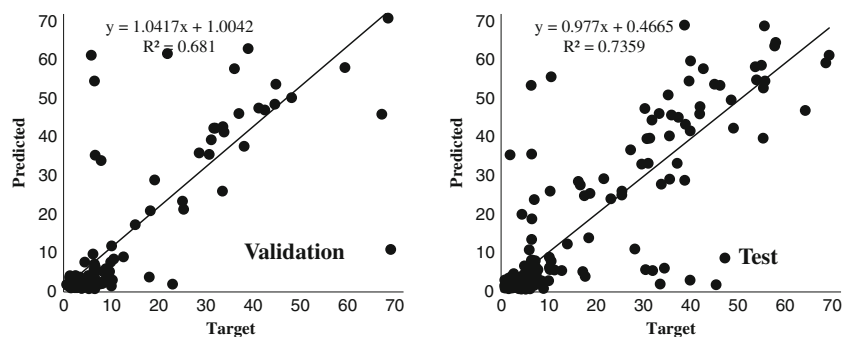 y = 1.0417x + 1.0042
R² = 0.681
70
60
50
40
30
20
10
0
Predicted
Validation
0 10 20 30 40 50 60 70
Target
y = 0.977x + 0.4665
R² = 0.7359
70
60
50
40
30
20
10
0
Predicted
Test
0 10 20 30 40 50 60 70
Target